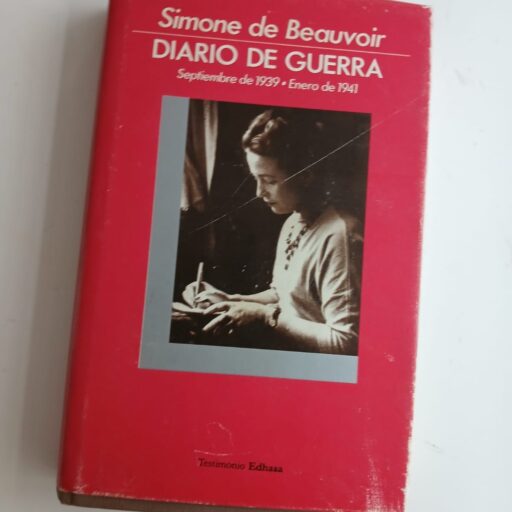 Simone de Beauvoir
DIARIO DE GUERRA
Septiembre de 1939 • Enero de 1941
Testimonio Edhasa